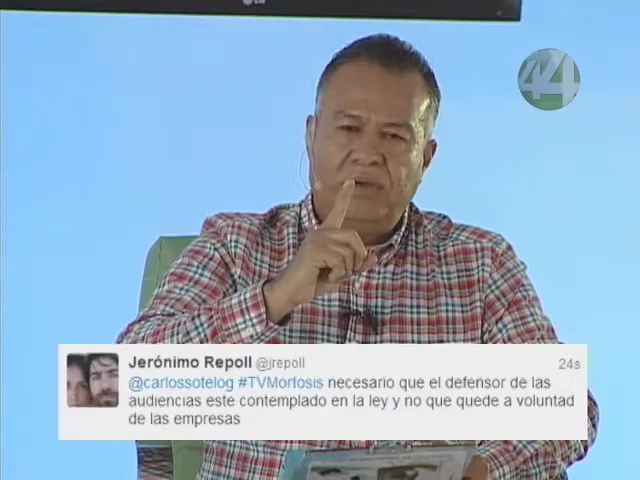 44
Jerónimo Repoll @jrepoll 24s
@carlossotelog #TVMorfosis necesario que el defensor de las
audiencias este contemplado en la ley y no que quede a voluntad
de las empresas